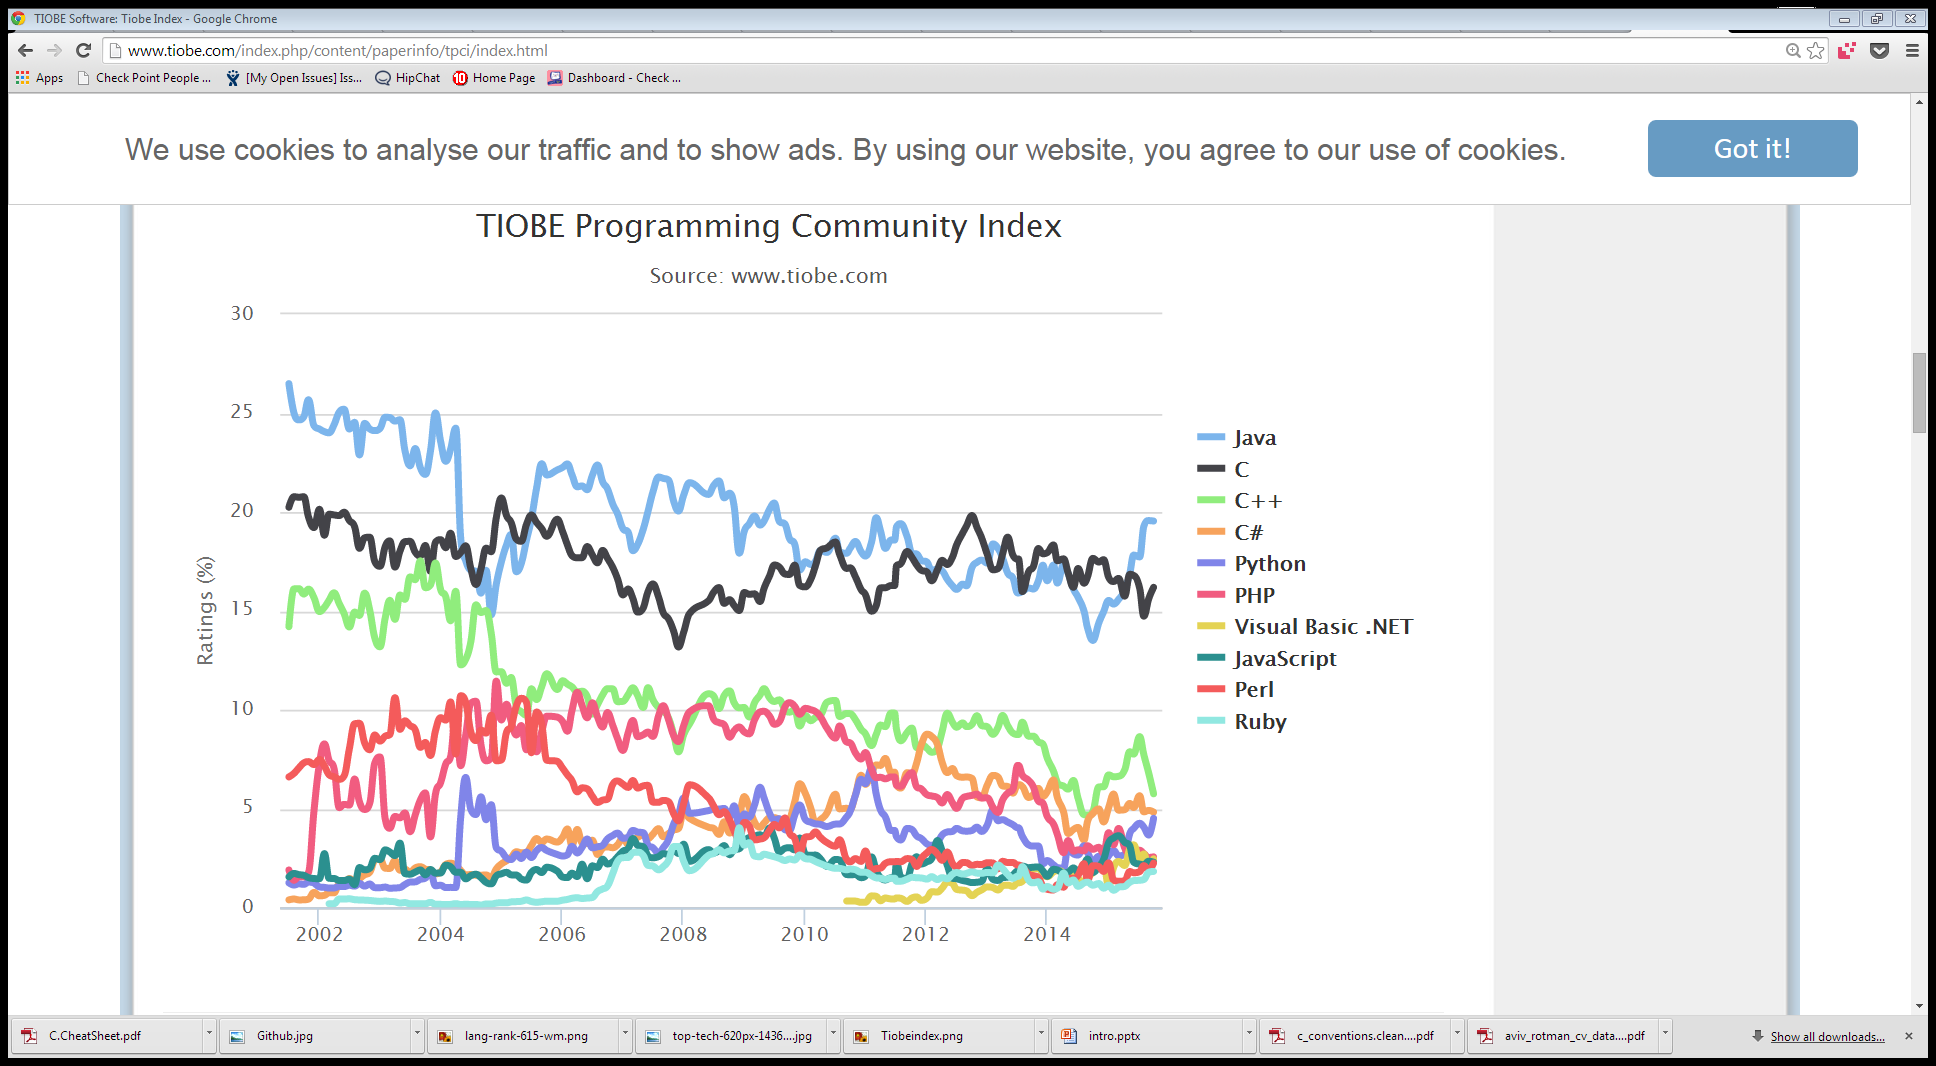 TIOBE Software: Tiobe Index - Google Chrome
www.tiobe.com/index.php/content/paperinfo/tpci/index.html
Apps Check Point People ... [My Open Issues] Iss... HipChat 10 Home Page Dashboard - Check ...
We use cookies to analyse our traffic and to show ads. By using our website, you agree to our use of cookies. Got it!
TIOBE Programming Community Index
Source: www.tiobe.com
Ratings (%)
30
25
20
15
10
5
0
2002 2004 2006 2008 2010 2012 2014
Java
C
C++
C#
Python
PHP
Visual Basic .NET
JavaScript
Perl
Ruby
C.CheatSheet.pdf Github.jpg lang-rank-615-wm.png top-tech-620px-1436....jpg Tiobeindex.png intro.pptx c_conventions.clean....pdf aviv_rotman_cv_data....pdf Show all downloads...